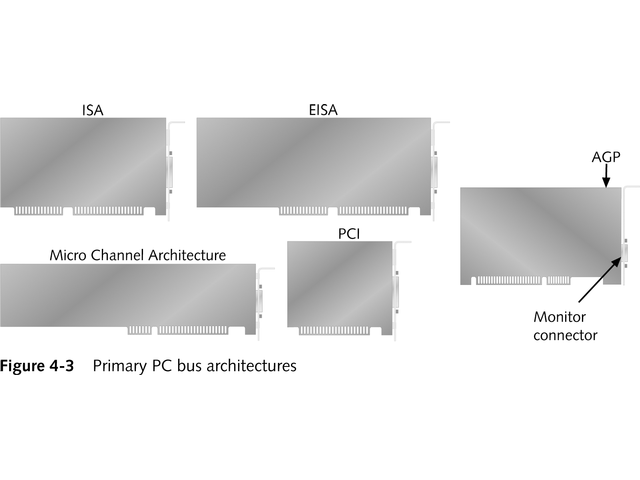 ISA
EISA
AGP
PCI
Micro Channel Architecture
Monitor
connector
Figure 4-3 Primary PC bus architectures